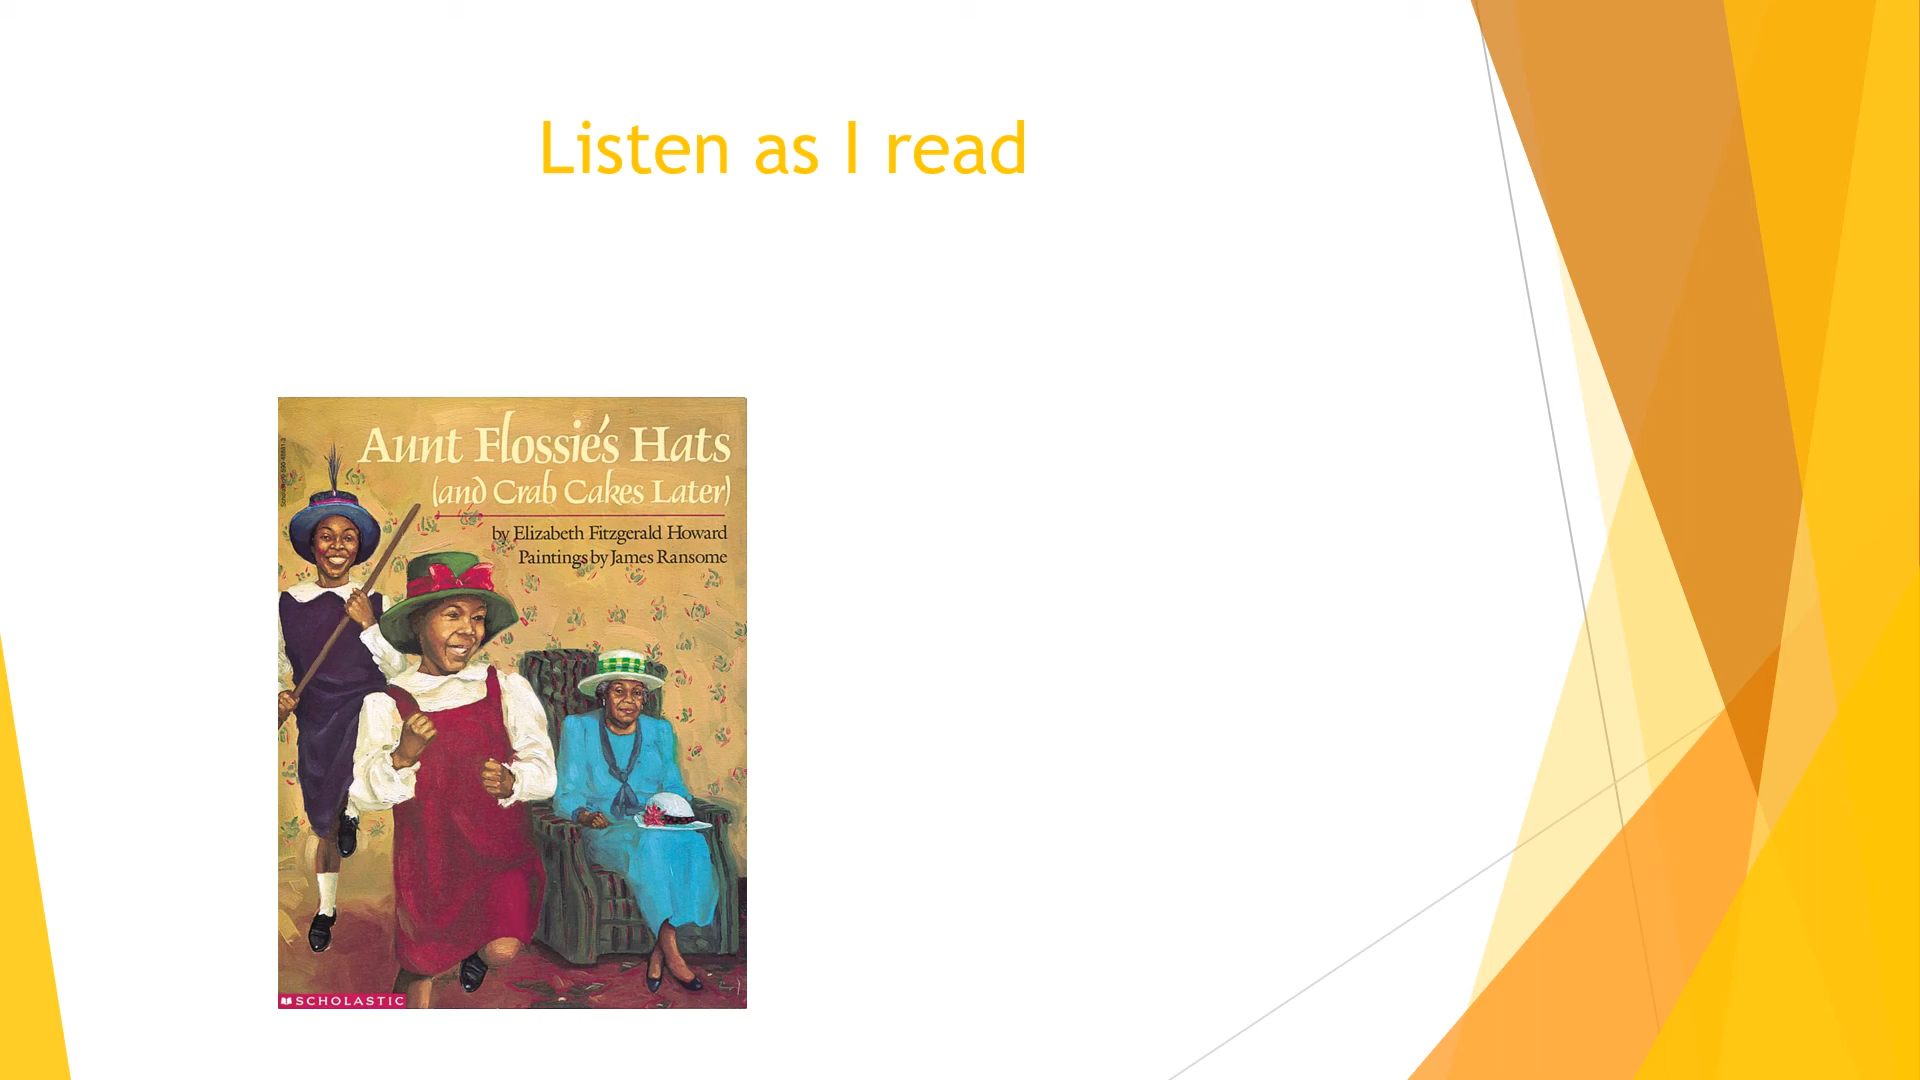 Listen as I read
Aunt Flossie's Hats
(and Crab Cakes Later)
by Elizabeth Fitzgerald Howard
Paintings by James Ransome
SCHOLASTIC